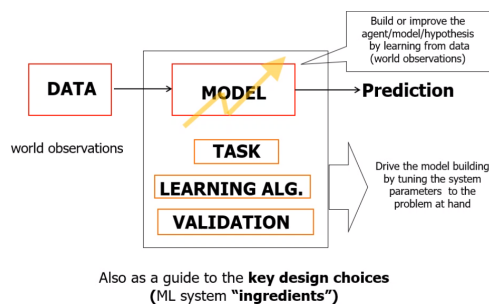 Build or improve the
agent/model/hypothesis
by learning from data
(world observations)
DATA
MODEL
Prediction
world observations
TASK
LEARNING ALG.
VALIDATION
Drive the model building
by tuning the system
parameters to the
problem at hand
Also as a guide to the key design choices
(ML system “ingredients”)